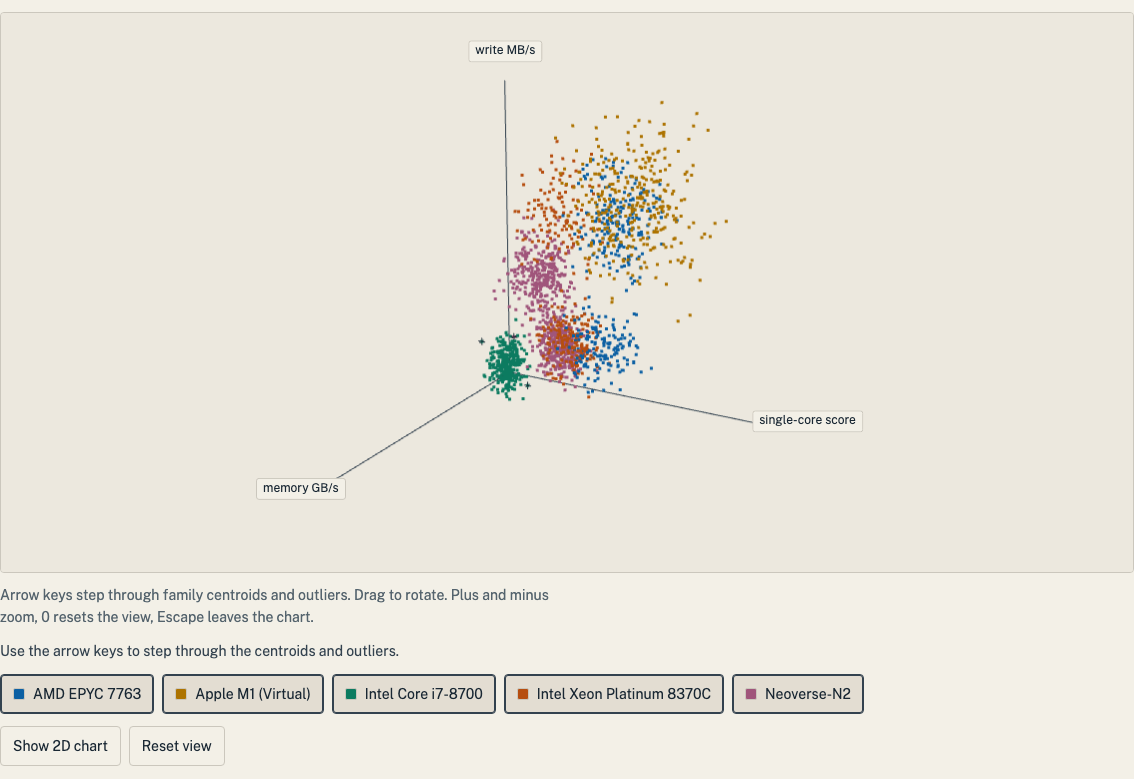 write MB/s
single-core score
memory GB/s
Arrow keys step through family centroids and outliers. Drag to rotate. Plus and minus
zoom, 0 resets the view, Escape leaves the chart.
Use the arrow keys to step through the centroids and outliers.
AMD EPYC 7763
Apple M1 (Virtual)
Intel Core i7-8700
Intel Xeon Platinum 8370C
Neoverse-N2
Show 2D chart
Reset view